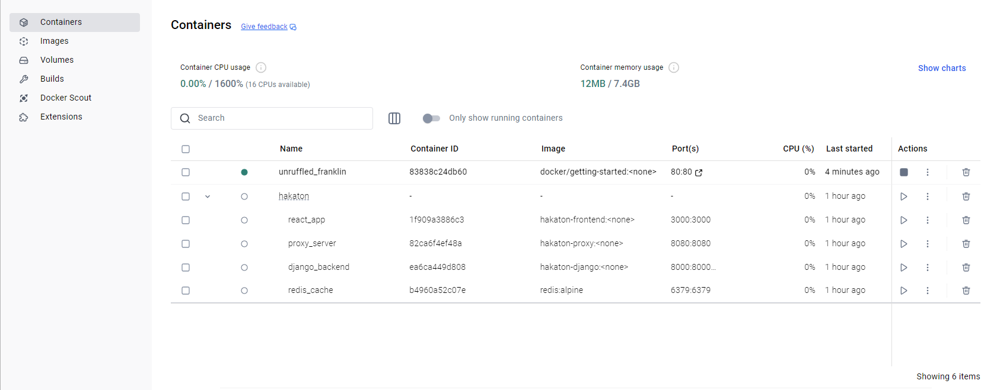 Containers
Images
Volumes
Builds
Docker Scout
Extensions
Containers Give feedback
Container CPU usage
0.00% / 1600% (16 CPUs available)
Container memory usage
12MB / 7.4GB
Show charts
Search
Only show running containers
Name Container ID Image Port(s) CPU (%) Last started Actions
unruffled_franklin 83838c24db60 docker/getting-started:<none> 80:80 0% 4 minutes ago
hakaton - - - 0% 1 hour ago
react_app 1f909a3886c3 hakaton-frontend:<none> 3000:3000 0% 1 hour ago
proxy_server 82ca6f4ef48a hakaton-proxy:<none> 8080:8080 0% 1 hour ago
django_backend ea6ca449d808 hakaton-django:<none> 8000:8000... 0% 1 hour ago
redis_cache b4960a52c07e redis:alpine 6379:6379 0% 1 hour ago
Showing 6 items